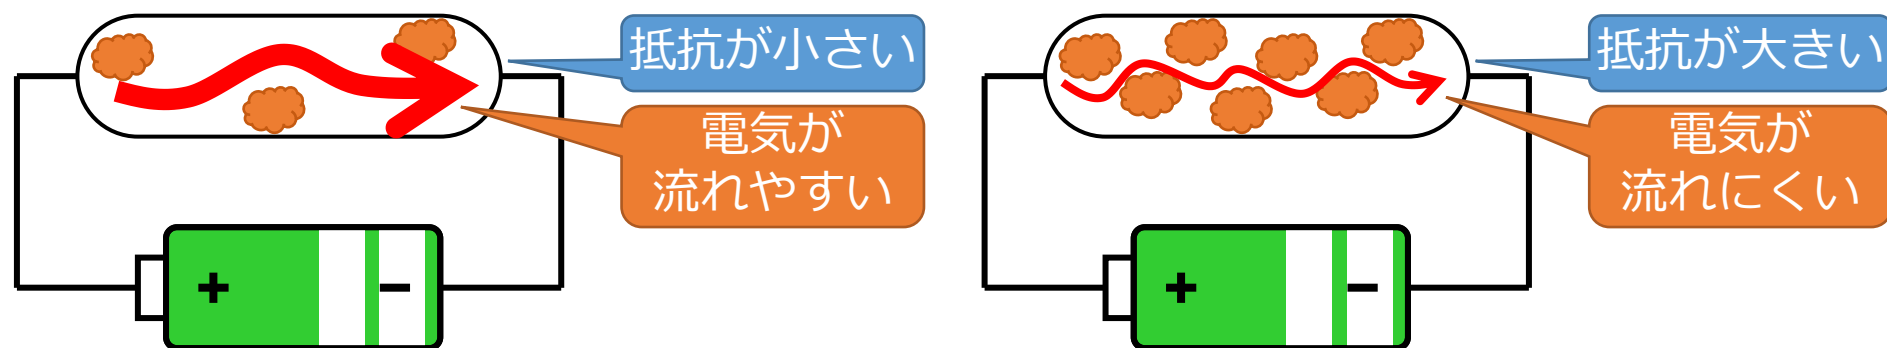 抵抗が小さい
電気が
流れやすい
+ −
抵抗が大きい
電気が
流れにくい
+ −